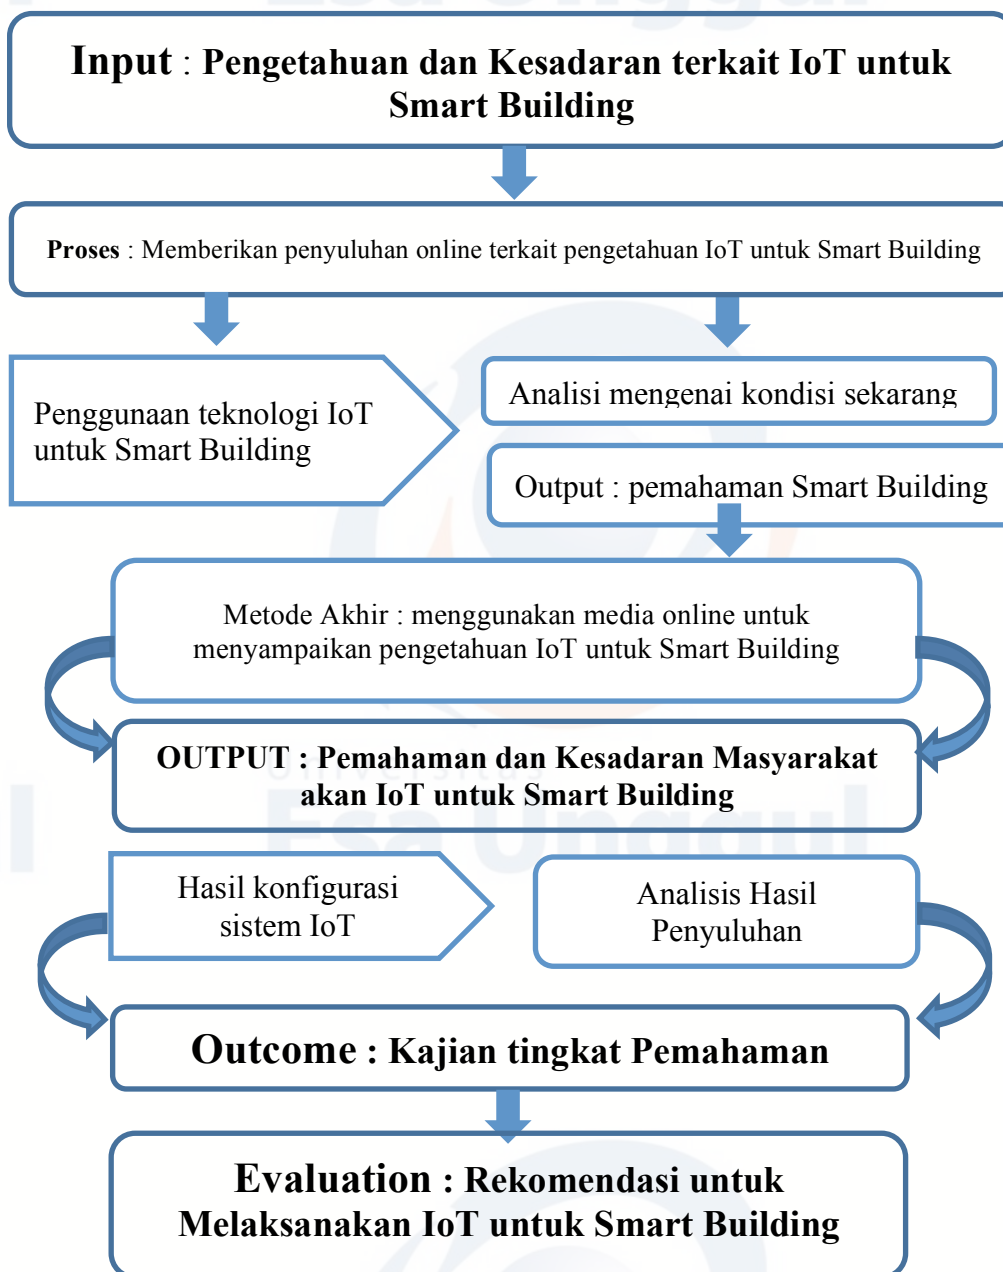 Input : Pengetahuan dan Kesadaran terkait IoT untuk
Smart Building
Proses : Memberikan penyuluhan online terkait pengetahuan IoT untuk Smart Building
Penggunaan teknologi IoT
untuk Smart Building
Analisi mengenai kondisi sekarang
Output : pemahaman Smart Building
Metode Akhir : menggunakan media online untuk
menyampaikan pengetahuan IoT untuk Smart Building
OUTPUT : Pemahaman dan Kesadaran Masyarakat
akan IoT untuk Smart Building
Universitas
Esa Unggul
Hasil konfigurasi
sistem IoT
Analisis Hasil
Penyuluhan
Outcome : Kajian tingkat Pemahaman
Evaluation : Rekomendasi untuk
Melaksanakan IoT untuk Smart Building